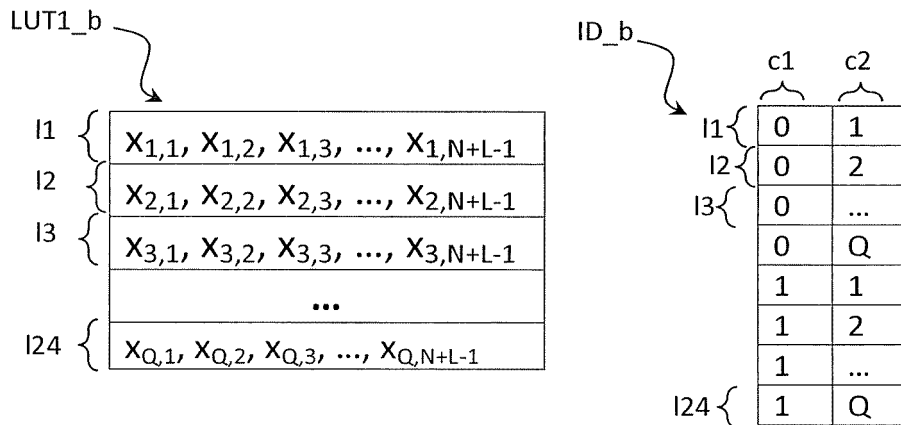 LUT1_b
l1
x1,1, x1,2, x1,3, ..., x1,N+L-1
l2
x2,1, x2,2, x2,3, ..., x2,N+L-1
l3
x3,1, x3,2, x3,3, ..., x3,N+L-1
...
l24
xQ,1, xQ,2, xQ,3, ..., xQ,N+L-1
ID_b
c1 c2
l1 0 1
l2 0 2
l3 0 ...
0 Q
1 1
1 2
1 ...
l24 1 Q